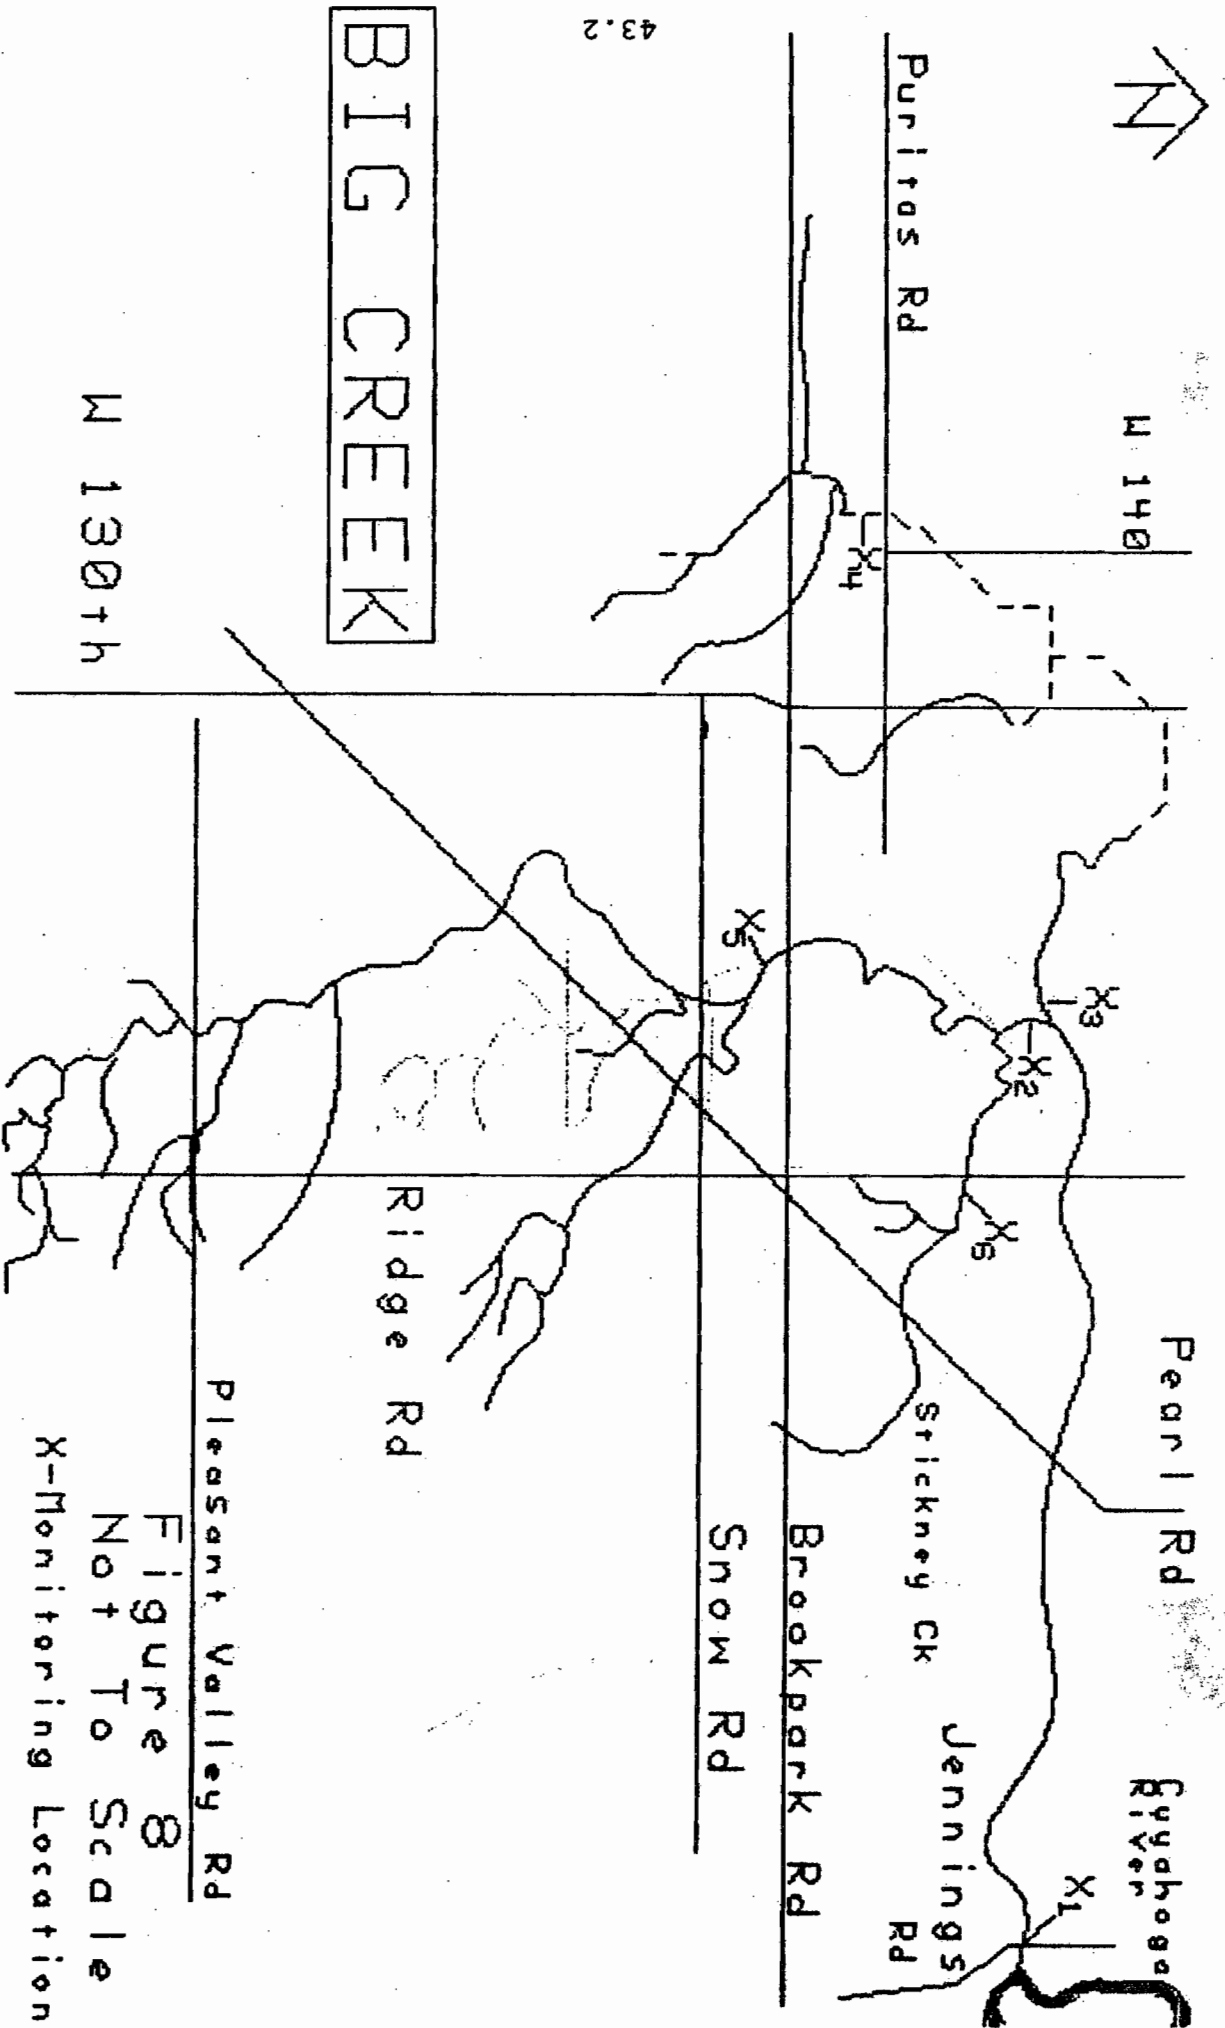 N
W 140
Pearl Rd
Cuyahoga
River
X1
X3
X2
X4
Puritas Rd
X6
Stickney Ck
Jennings
Rd
Brookpark Rd
X5
Snow Rd
43.2
BIG CREEK
Ridge Rd
W 130th
Pleasant Valley Rd
Figure 8
Not To Scale
X-Monitoring Location